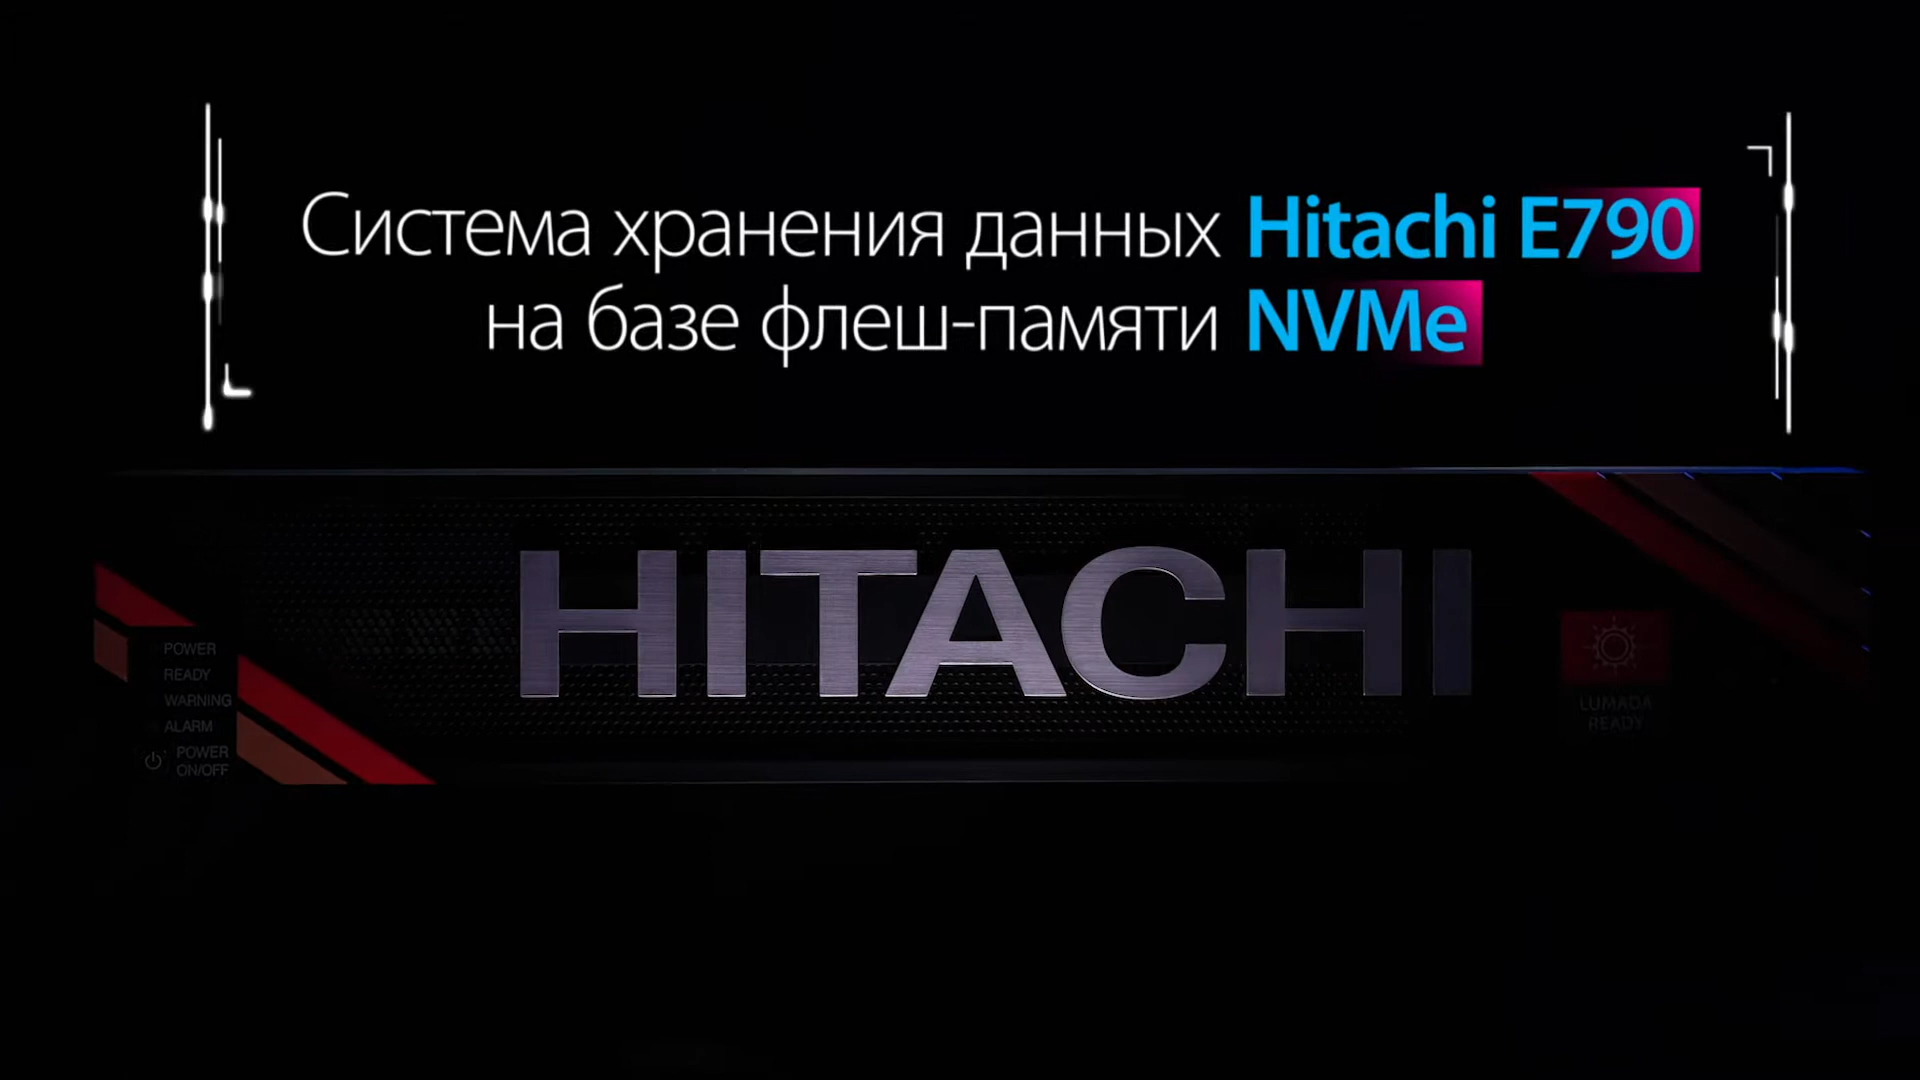 Система хранения данных Hitachi E790
на базе флеш-памяти NVMe
HITACHI
POWER
READY
WARNING
ALARM
POWER
ON/OFF
LUMADA
READY